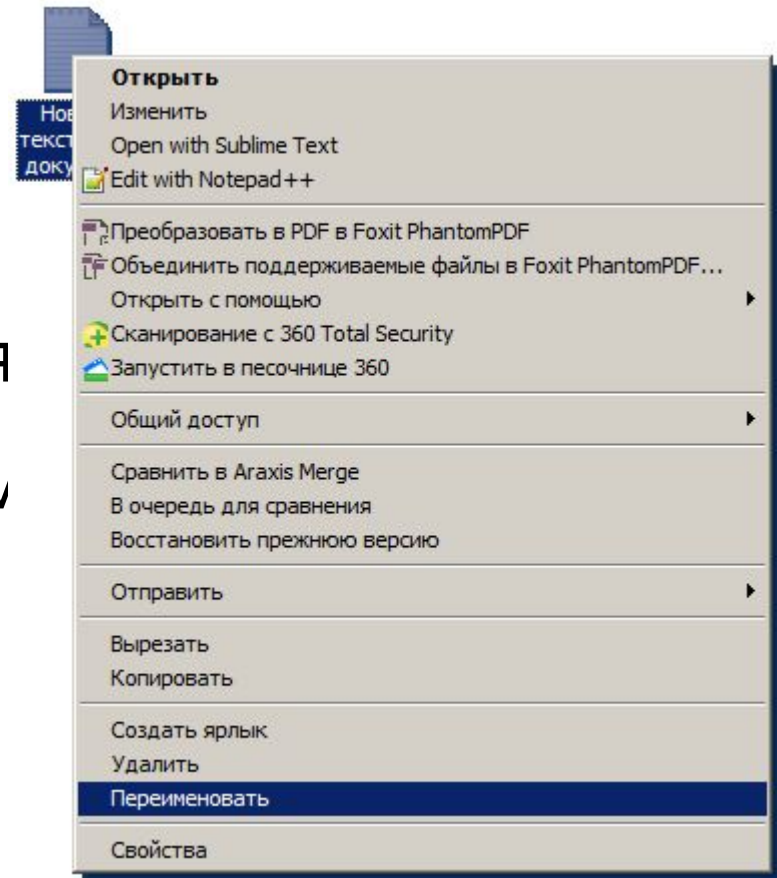 Открыть
Изменить
Open with Sublime Text
Edit with Notepad++
Преобразовать в PDF в Foxit PhantomPDF
Объединить поддерживаемые файлы в Foxit PhantomPDF...
Открыть с помощью
Сканирование с 360 Total Security
Запустить в песочнице 360
Общий доступ
Сравнить в Araxis Merge
В очередь для сравнения
Восстановить прежнюю версию
Отправить
Вырезать
Копировать
Создать ярлык
Удалить
Переименовать
Свойства